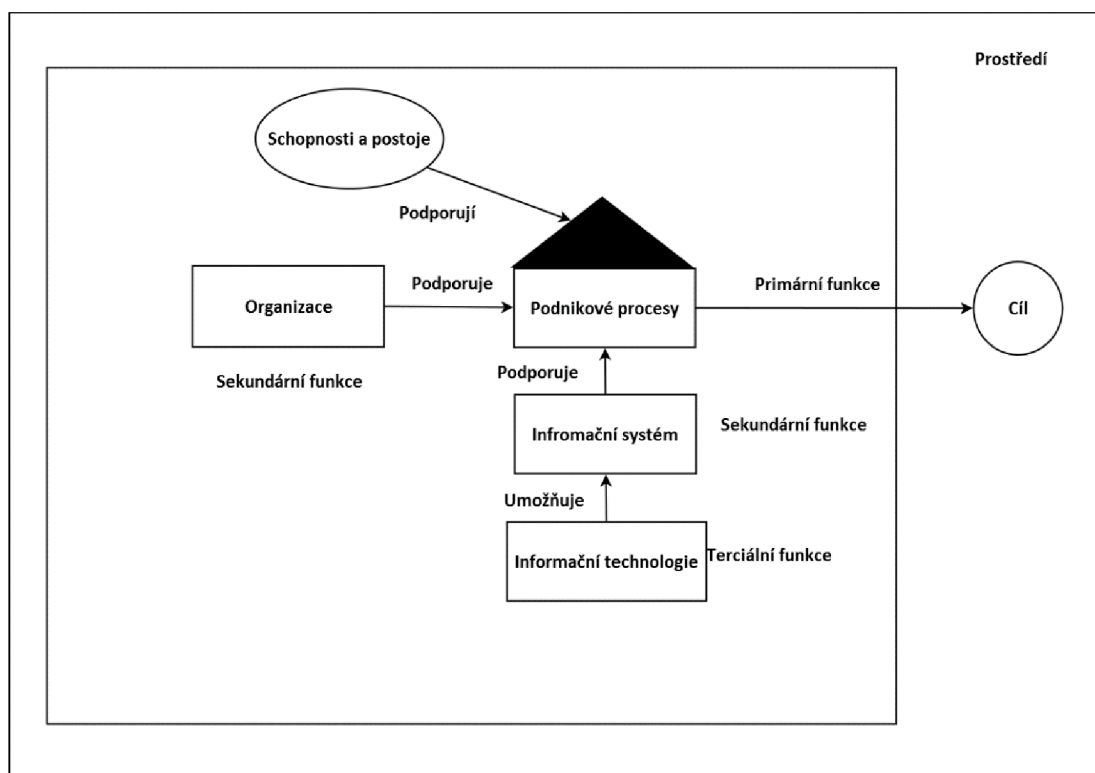 Prostředí
Schopnosti a postoje
Podporují
Podporuje
Primární funkce
Organizace
Podnikové procesy
Cíl
Sekundární funkce
Podporuje
Infromační systém
Sekundární funkce
Umožňuje
Informační technologie
Terciální funkce